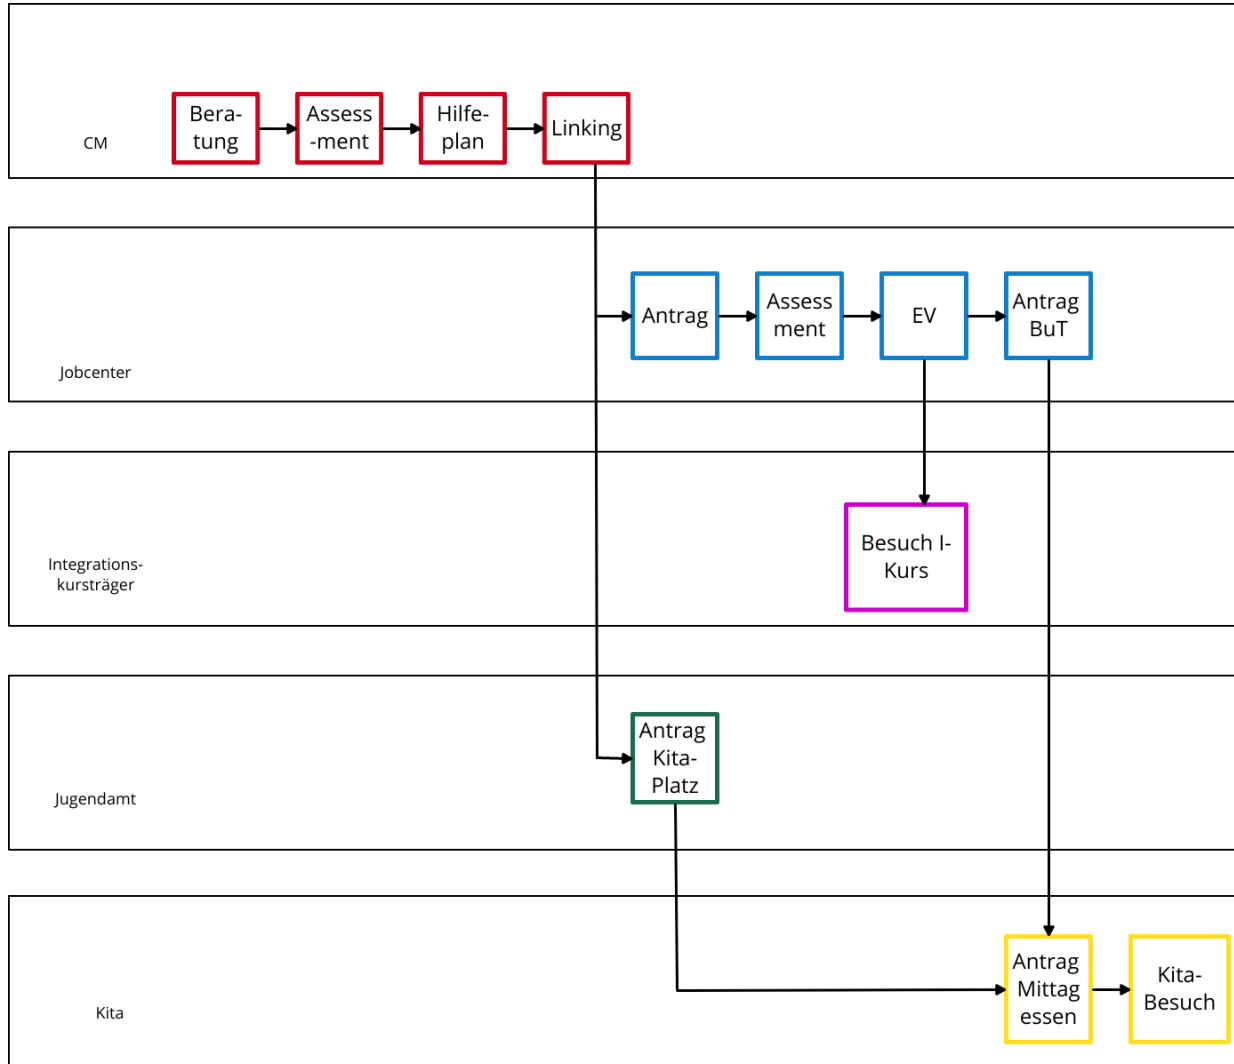 CM
Bera-
tung
Assess
-ment
Hilfe-
plan
Linking
Jobcenter
Antrag
Assess
ment
EV
Antrag
BuT
Integrations-
kursträger
Besuch I-
Kurs
Jugendamt
Antrag
Kita-
Platz
Kita
Antrag
Mittag
essen
Kita-
Besuch